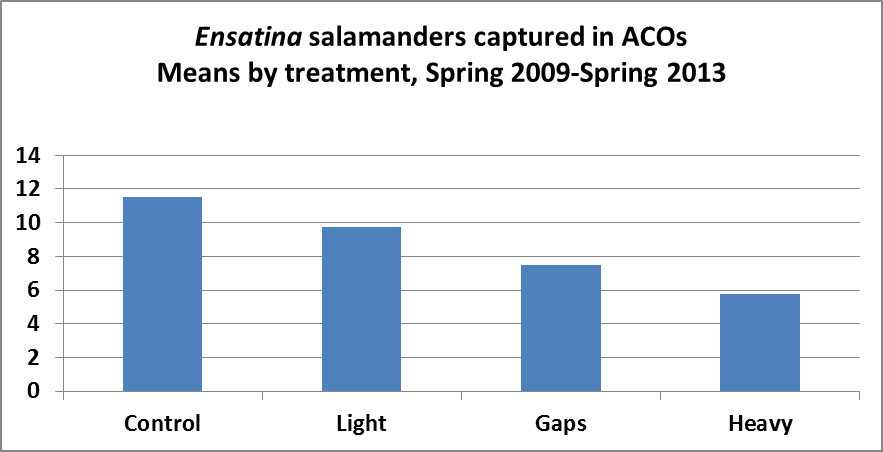 Ensatina salamanders captured in ACOs
Means by treatment, Spring 2009-Spring 2013
14
12
10
8
6
4
2
0
Control Light Gaps Heavy